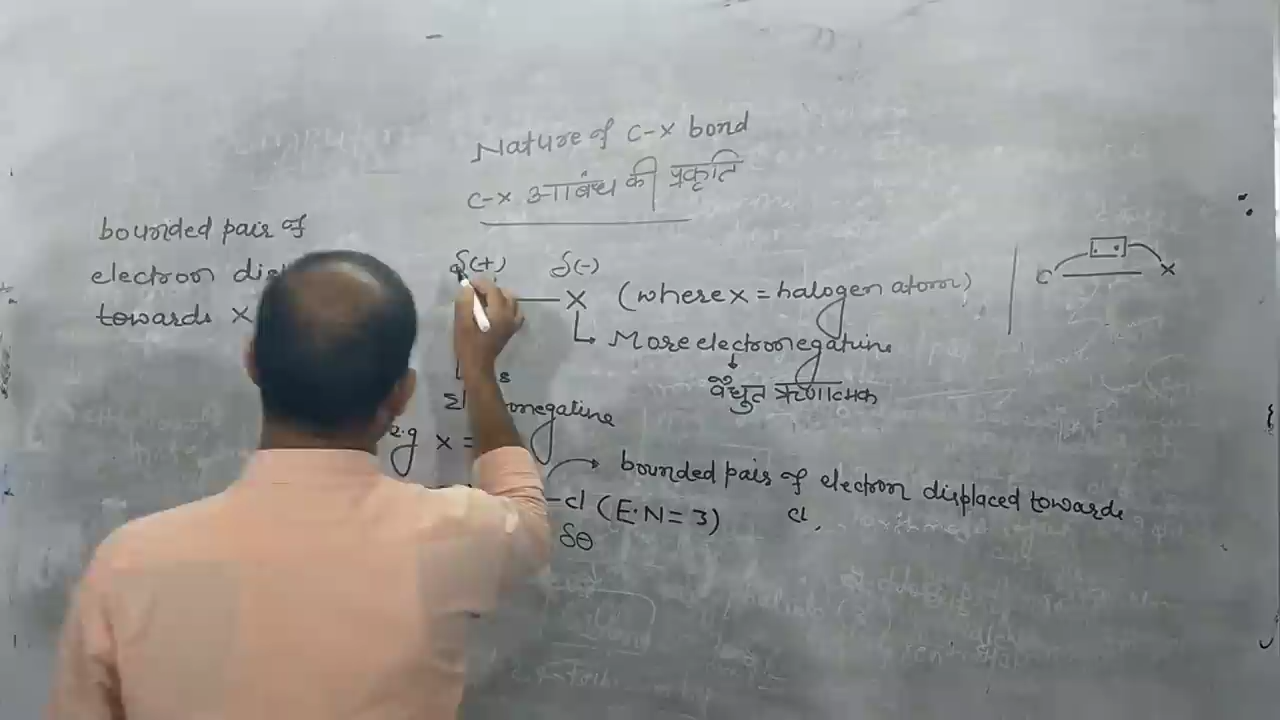 Nature of C-X bond
C-X आबंध की प्रकृति
bounded pair of
electron
towards X
δ(+) δ(-)
X (where X = halogen atom)
More electronegative
वैधुत ऋणात्मक
C X
e.g X =
-cl (E.N = 3)
δ⊖
bounded pair of electron displaced towards
cl,